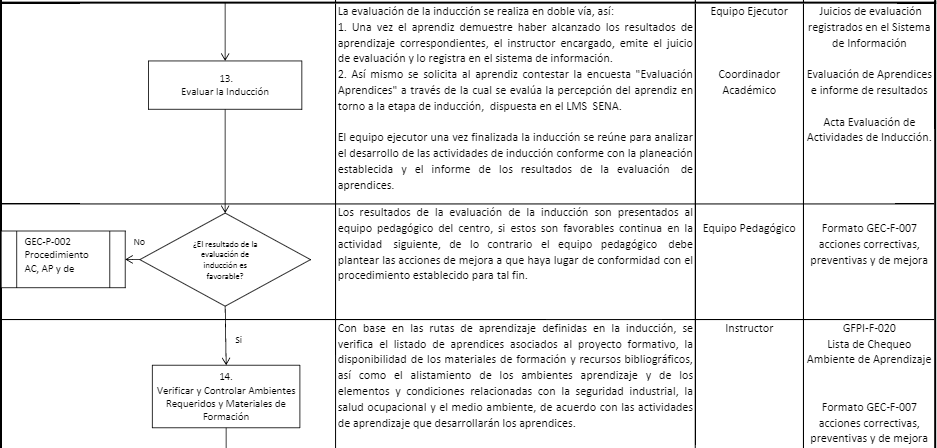 13.
Evaluar la Inducción
La evaluación de la inducción se realiza en doble vía, así:
1. Una vez el aprendiz demuestre haber alcanzado los resultados de
aprendizaje correspondientes, el instructor encargado, emite el juicio
de evaluación y lo registra en el sistema de información.
2. Así mismo se solicita al aprendiz contestar la encuesta "Evaluación
Aprendices" a través de la cual se evalúa la percepción del aprendiz en
torno a la etapa de inducción, dispuesta en el LMS SENA.
El equipo ejecutor una vez finalizada la inducción se reúne para analizar
el desarrollo de las actividades de inducción conforme con la planeación
establecida y el informe de los resultados de la evaluación de
aprendices.
Equipo Ejecutor
Coordinador
Académico
Juicios de evaluación
registrados en el Sistema
de Información
Evaluación de Aprendices
e informe de resultados
Acta Evaluación de
Actividades de Inducción.
GEC-P-002
Procedimiento
AC, AP y de
No
¿El resultado de la
evaluación de
inducción es
favorable?
Si
Los resultados de la evaluación de la inducción son presentados al
equipo pedagógico del centro, si estos son favorables continua en la
actividad siguiente, de lo contrario el equipo pedagógico debe
plantear las acciones de mejora a que haya lugar de conformidad con el
procedimiento establecido para tal fin.
Equipo Pedagógico
Formato GEC-F-007
acciones correctivas,
preventivas y de mejora
14.
Verificar y Controlar Ambientes
Requeridos y Materiales de
Formación
Con base en las rutas de aprendizaje definidas en la inducción, se
verifica el listado de aprendices asociados al proyecto formativo, la
disponibilidad de los materiales de formación y recursos bibliográficos,
así como el alistamiento de los ambientes aprendizaje y de los
elementos y condiciones relacionadas con la seguridad industrial, la
salud ocupacional y el medio ambiente, de acuerdo con las actividades
de aprendizaje que desarrollarán los aprendices.
Instructor
GFPI-F-020
Lista de Chequeo
Ambiente de Aprendizaje
Formato GEC-F-007
acciones correctivas,
preventivas y de mejora